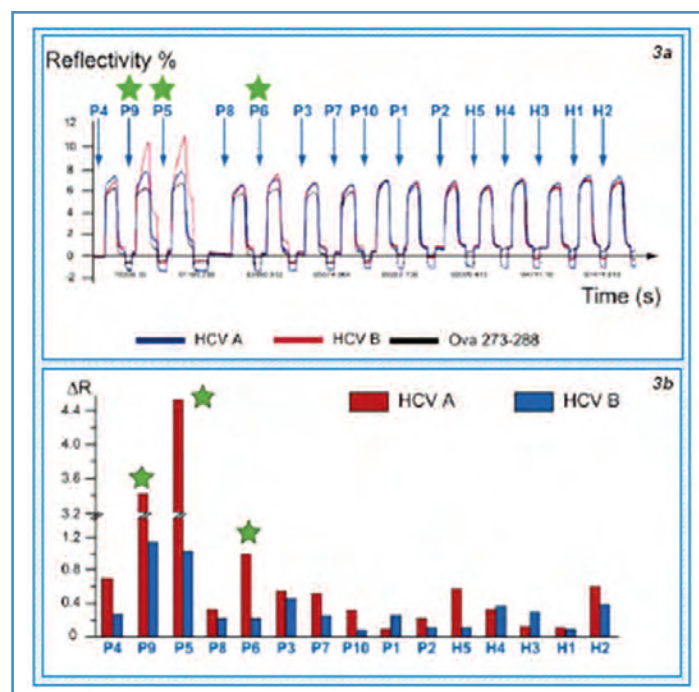 3a
Reflectivity %
P4 P9 P5 P8 P6 P3 P7 P10 P1 P2 H5 H4 H3 H1 H2
12
10
8
6
4
2
0
-2
Time (s)
HCV A HCV B Ova 273-288
3b
ΔR
HCV A HCV B
4.4
4.0
3.6
3.2
1.2
0.8
0.4
0
P4 P9 P5 P8 P6 P3 P7 P10 P1 P2 H5 H4 H3 H1 H2